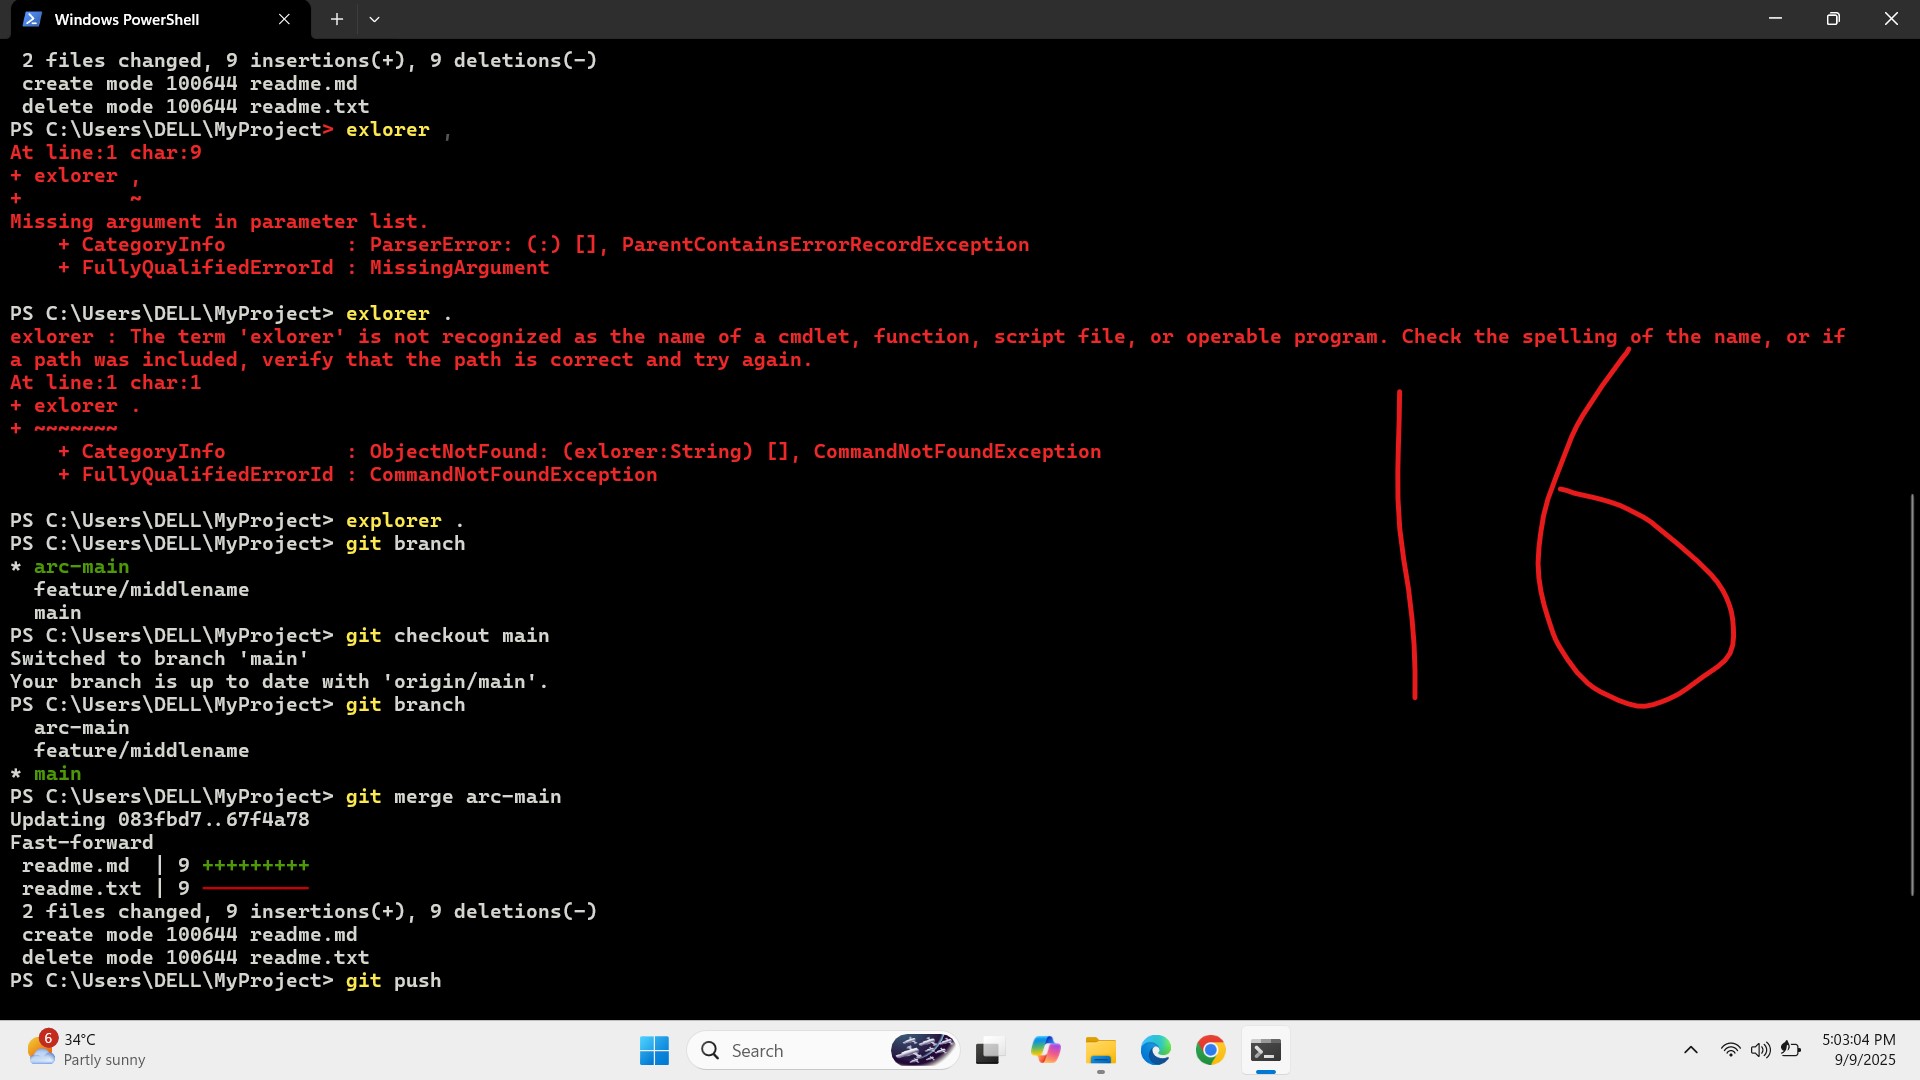 Windows PowerShell
2 files changed, 9 insertions(+), 9 deletions(-)
create mode 100644 readme.md
delete mode 100644 readme.txt
PS C:\Users\DELL\MyProject> exlorer ,
At line:1 char:9
+ exlorer ,
+         ~
Missing argument in parameter list.
    + CategoryInfo          : ParserError: (:) [], ParentContainsErrorRecordException
    + FullyQualifiedErrorId : MissingArgument
PS C:\Users\DELL\MyProject> exlorer .
exlorer : The term 'exlorer' is not recognized as the name of a cmdlet, function, script file, or operable program. Check the spelling of the name, or if
a path was included, verify that the path is correct and try again.
At line:1 char:1
+ exlorer .
+ ~~~~~~~
    + CategoryInfo          : ObjectNotFound: (exlorer:String) [], CommandNotFoundException
    + FullyQualifiedErrorId : CommandNotFoundException
16
PS C:\Users\DELL\MyProject> explorer .
PS C:\Users\DELL\MyProject> git branch
* arc-main
  feature/middlename
  main
PS C:\Users\DELL\MyProject> git checkout main
Switched to branch 'main'
Your branch is up to date with 'origin/main'.
PS C:\Users\DELL\MyProject> git branch
  arc-main
  feature/middlename
* main
PS C:\Users\DELL\MyProject> git merge arc-main
Updating 083fbd7..67f4a78
Fast-forward
 readme.md  | 9 +++++++++
 readme.txt | 9 ---------
 2 files changed, 9 insertions(+), 9 deletions(-)
 create mode 100644 readme.md
 delete mode 100644 readme.txt
PS C:\Users\DELL\MyProject> git push
6
34°C
Partly sunny
Search
5:03:04 PM
9/9/2025